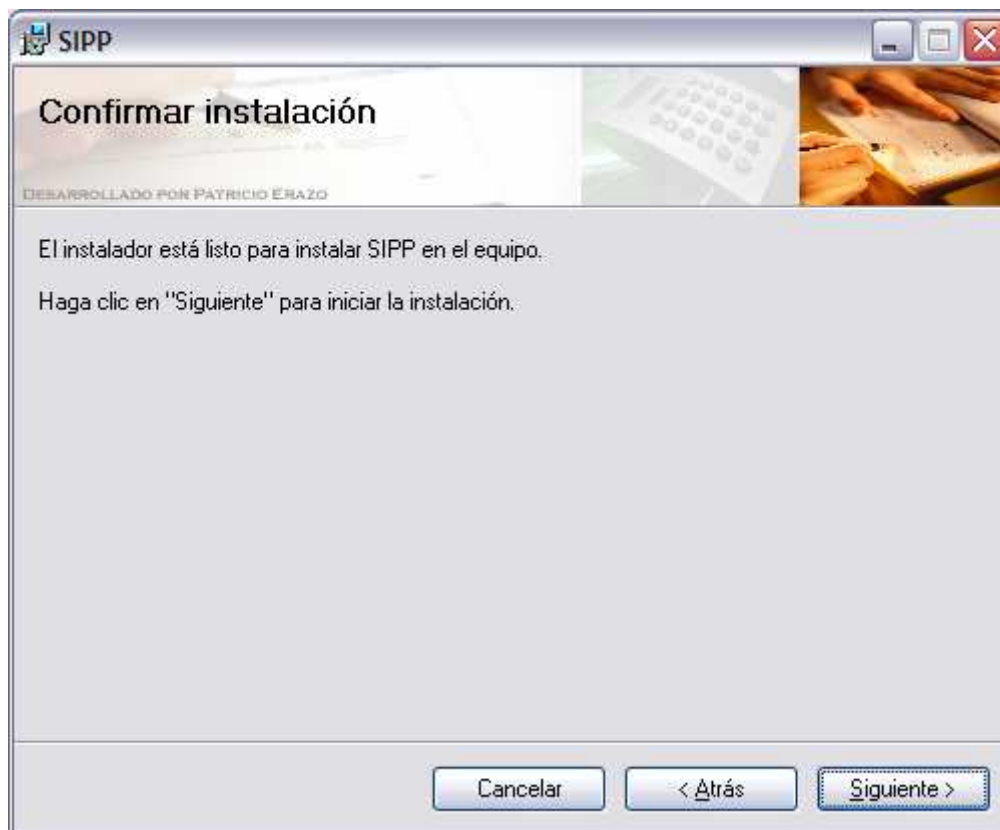 SIPP
Confirmar instalación
DESARROLLADO POR PATRICIO ERAZO
El instalador está listo para instalar SIPP en el equipo.
Haga clic en "Siguiente" para iniciar la instalación.
Cancelar
< Atrás
Siguiente >